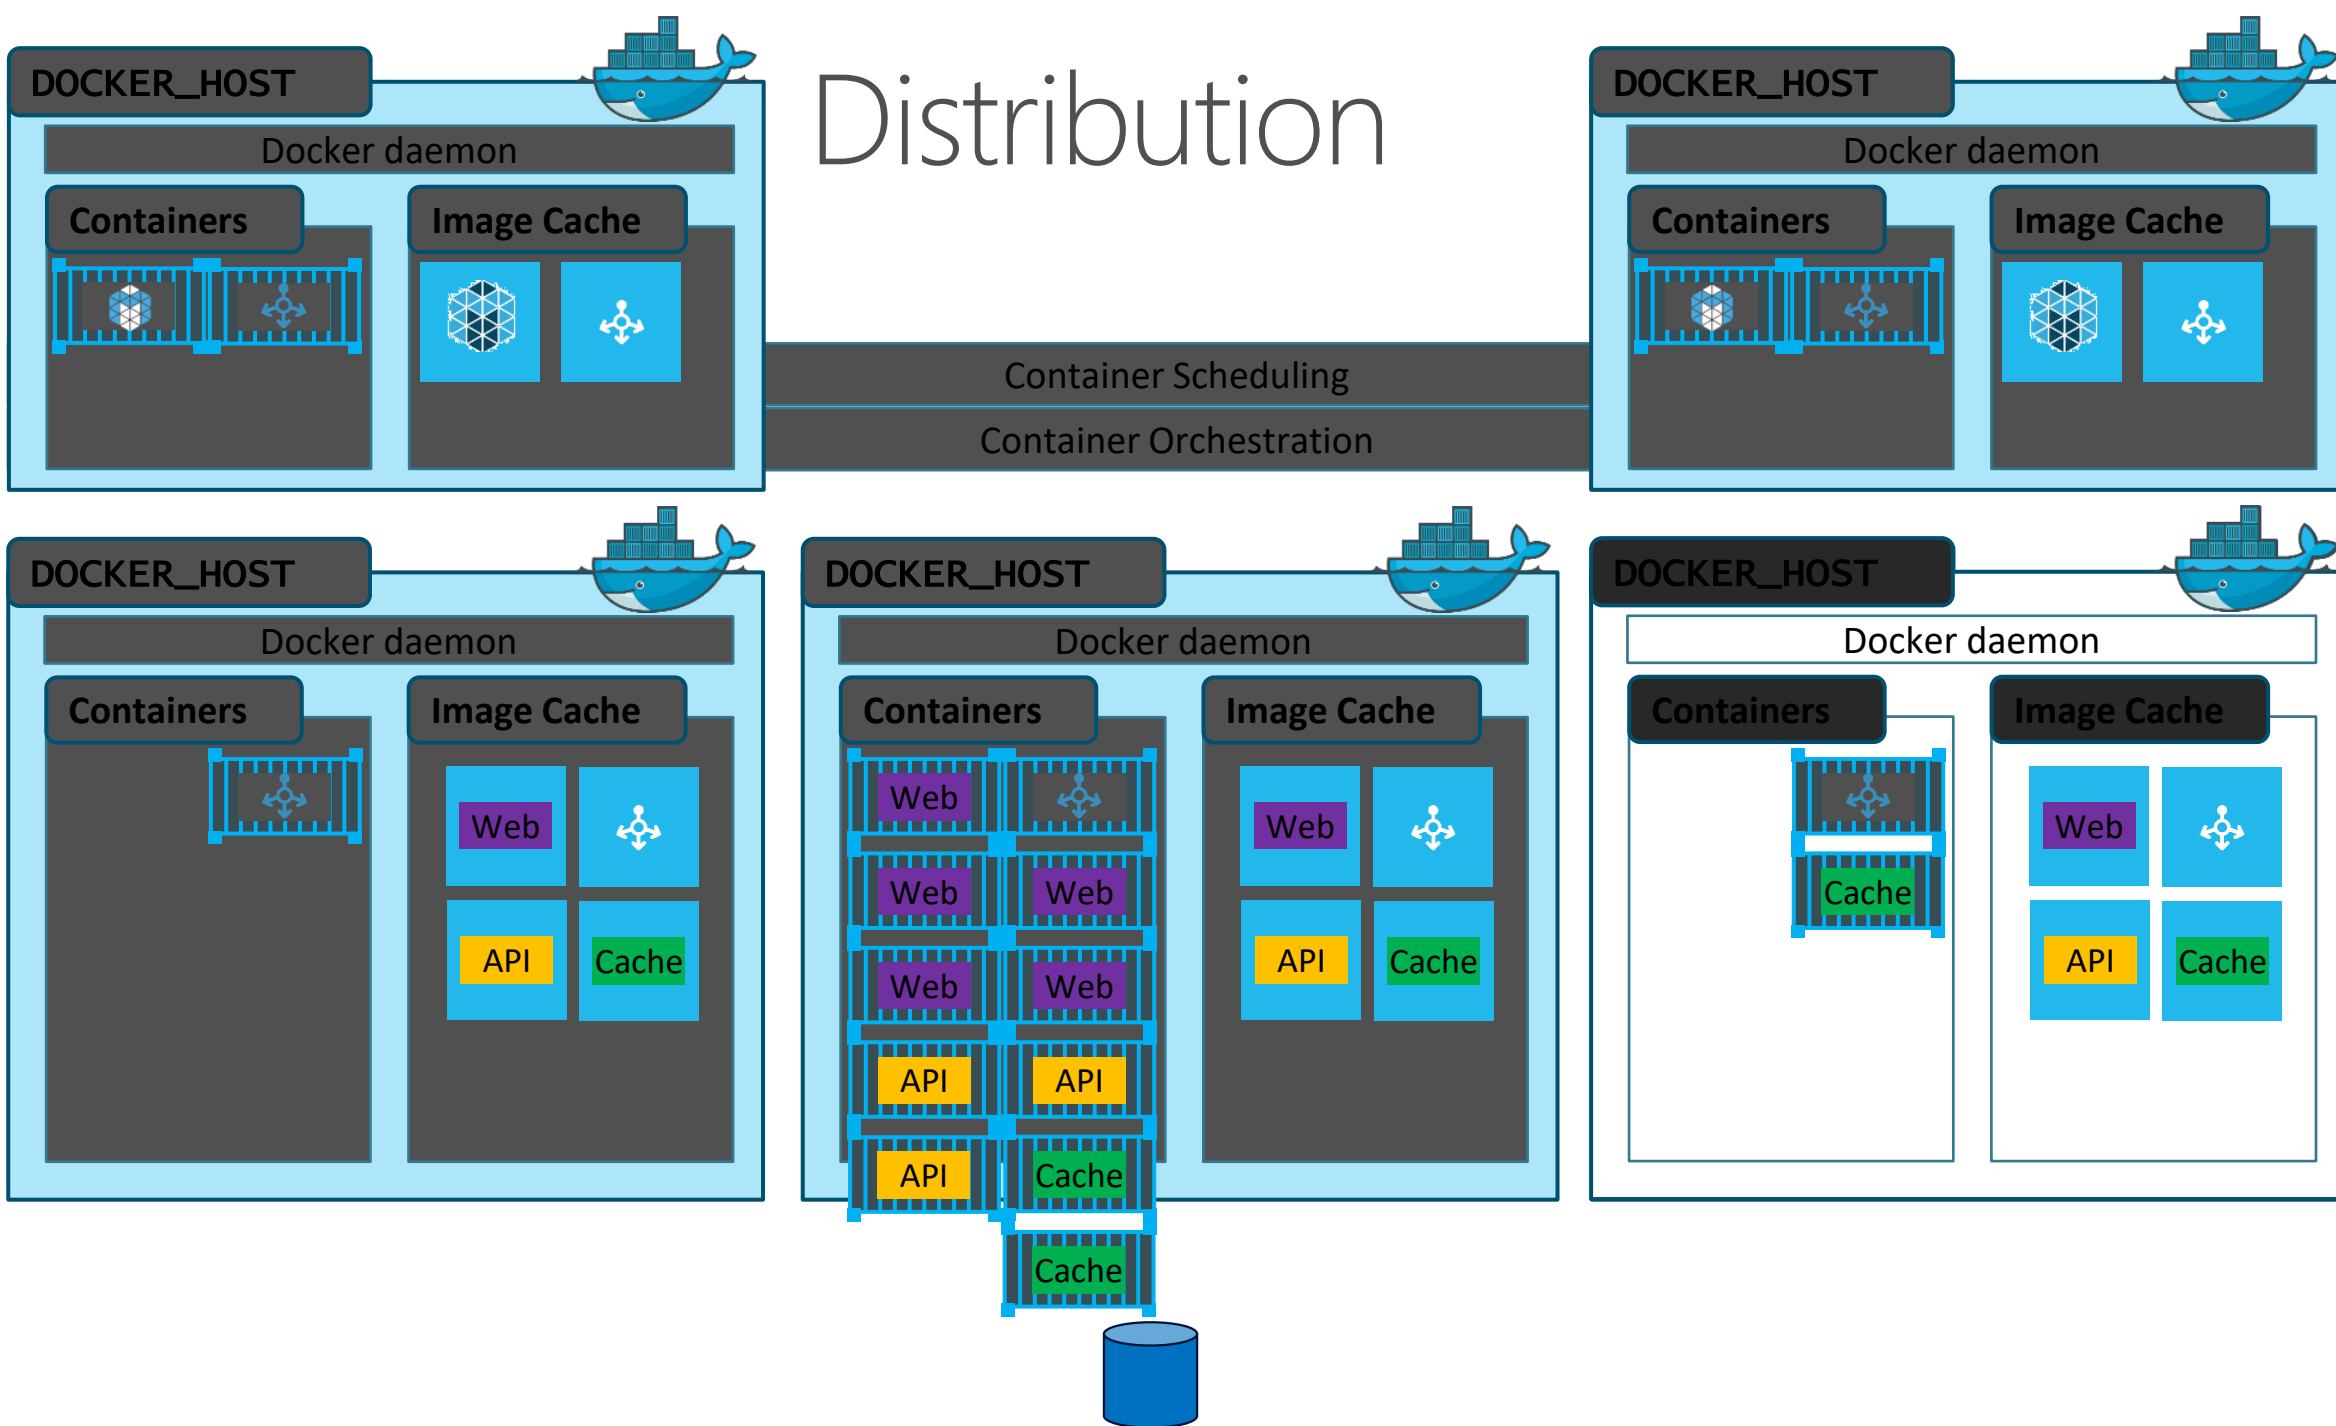 Distribution
DOCKER_HOST
Docker daemon
Containers
Image Cache
DOCKER_HOST
Docker daemon
Containers
Image Cache
Container Scheduling
Container Orchestration
DOCKER_HOST
Docker daemon
Containers
Image Cache
Web
API
Cache
DOCKER_HOST
Docker daemon
Containers
Web
Web
Web
Web
Web
API
API
API
Cache
Cache
Image Cache
Web
API
Cache
DOCKER_HOST
Docker daemon
Containers
Cache
Image Cache
Web
API
Cache